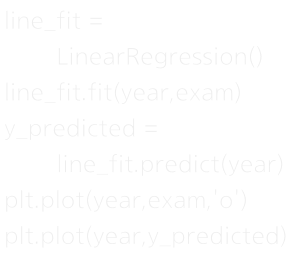 line_fit =
LinearRegression()
line_fit.fit(year,exam)
y_predicted =
line_fit.predict(year)
plt.plot(year,exam,'o')
plt.plot(year,y_predicted)